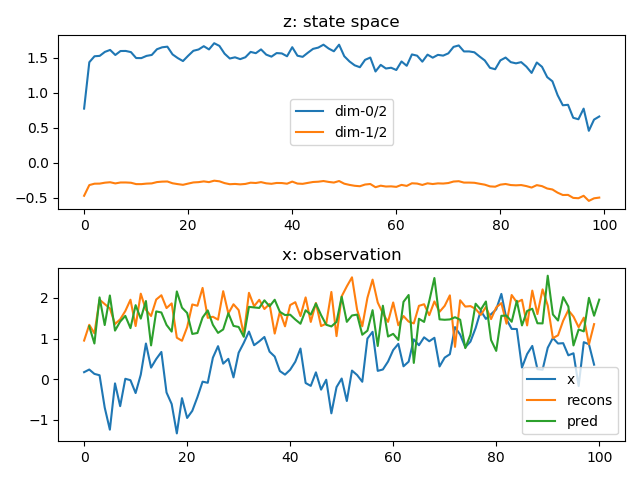 z: state space
1.5
1.0
0.5
0.0
−0.5
dim-0/2
dim-1/2
0 20 40 60 80 100
x: observation
2
1
0
−1
x
recons
pred
0 20 40 60 80 100